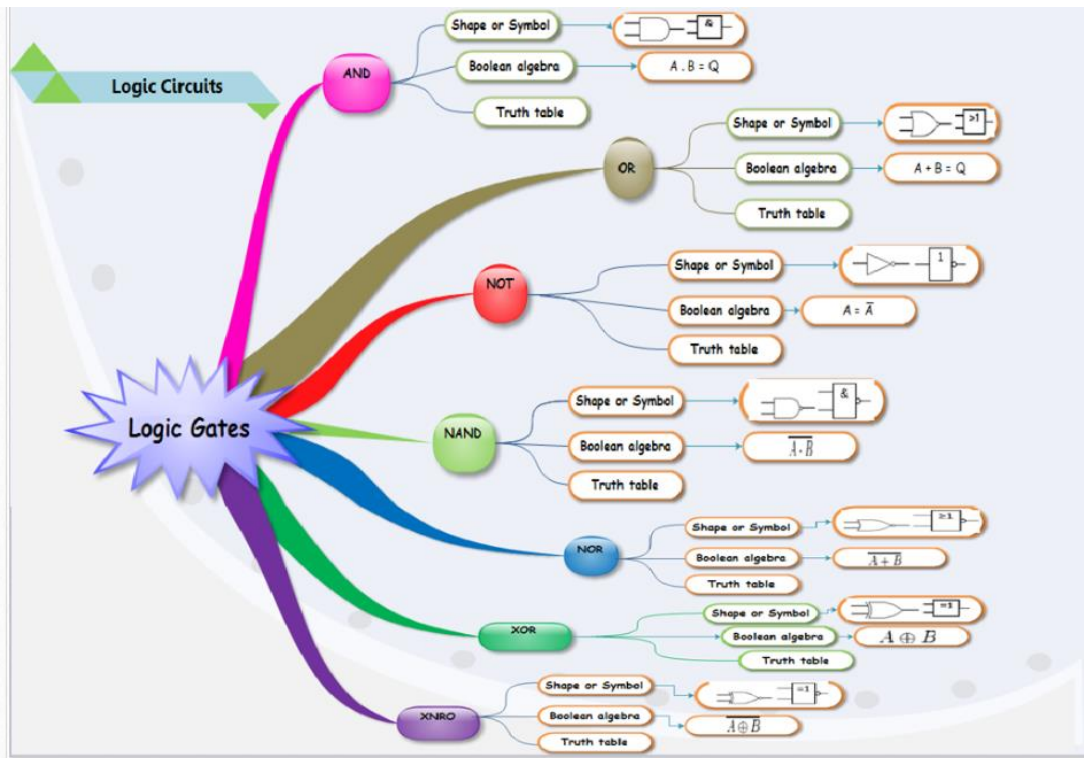 Logic Circuits
Logic Gates
AND
Shape or Symbol
&
Boolean algebra
A . B = Q
Truth table
OR
Shape or Symbol
>1
Boolean algebra
A + B = Q
Truth table
NOT
Shape or Symbol
1
Boolean algebra
A = A̅
Truth table
NAND
Shape or Symbol
&
Boolean algebra
A̅ ̅•̅ ̅B̅
Truth table
NOR
Shape or Symbol
≥1
Boolean algebra
A̅ ̅+̅ ̅B̅
Truth table
XOR
Shape or Symbol
=1
Boolean algebra
A ⊕ B
Truth table
XNRO
Shape or Symbol
=1
Boolean algebra
A̅⊕̅B̅
Truth table